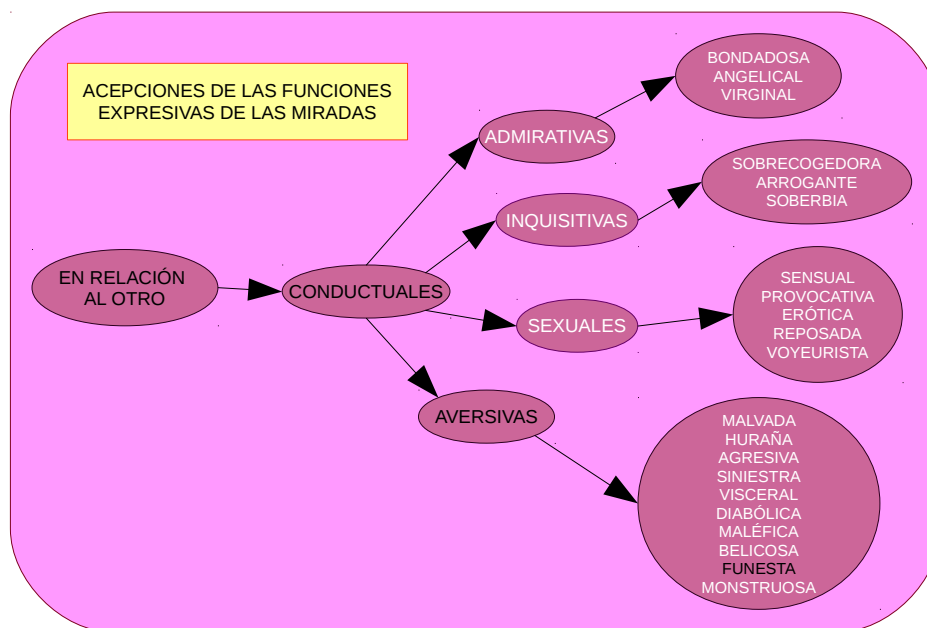 ACEPCIONES DE LAS FUNCIONES
EXPRESIVAS DE LAS MIRADAS
EN RELACIÓN
AL OTRO
CONDUCTUALES
ADMIRATIVAS
BONDADOSA
ANGELICAL
VIRGINAL
INQUISITIVAS
SOBRECOGEDORA
ARROGANTE
SOBERBIA
SEXUALES
SENSUAL
PROVOCATIVA
ERÓTICA
REPOSADA
VOYEURISTA
AVERSIVAS
MALVADA
HURAÑA
AGRESIVA
SINIESTRA
VISCERAL
DIABÓLICA
MALÉFICA
BELICOSA
FUNESTA
MONSTRUOSA